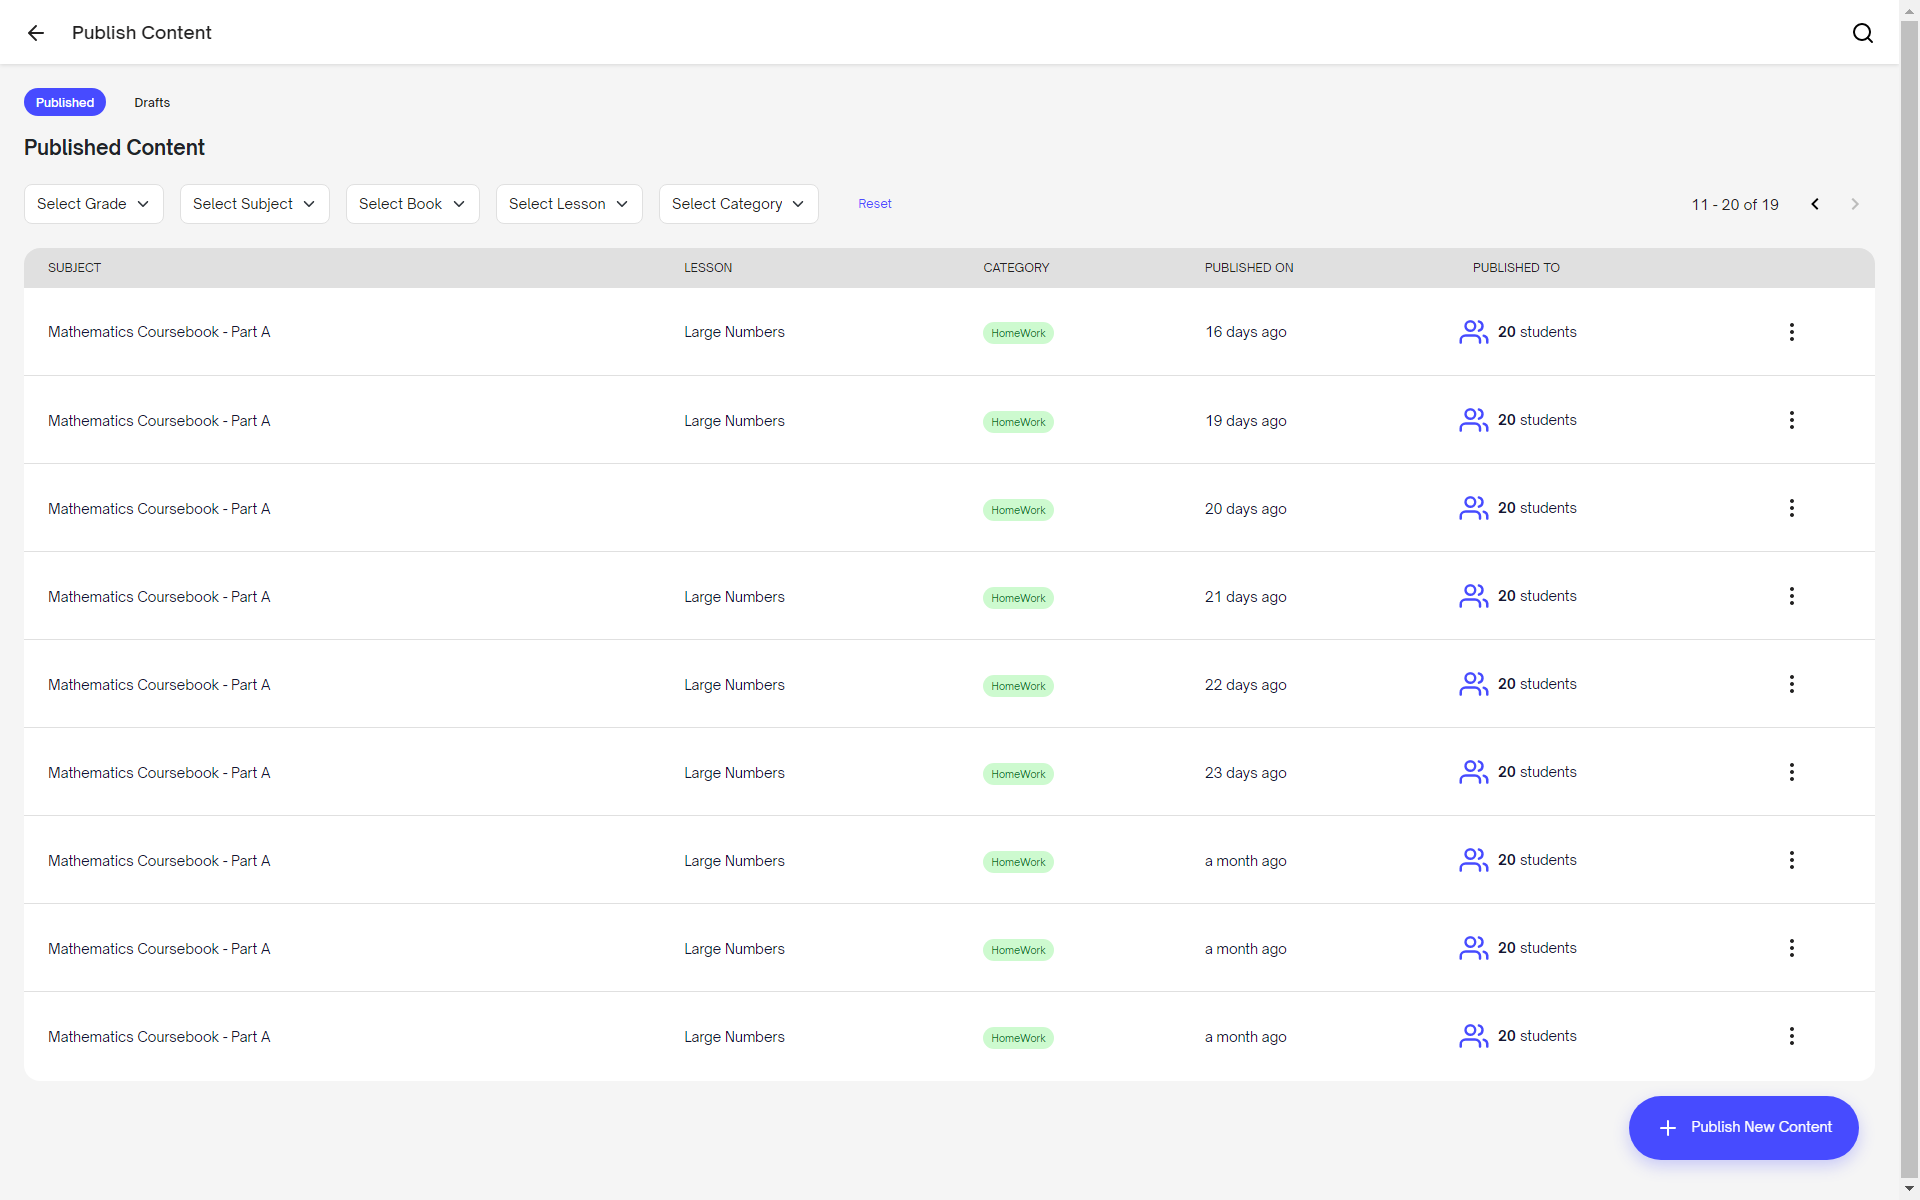 Publish Content
Published Drafts
Published Content
Select Grade Select Subject Select Book Select Lesson Select Category Reset 11 - 20 of 19
SUBJECT LESSON CATEGORY PUBLISHED ON PUBLISHED TO
Mathematics Coursebook - Part A Large Numbers HomeWork 16 days ago 20 students
Mathematics Coursebook - Part A Large Numbers HomeWork 19 days ago 20 students
Mathematics Coursebook - Part A HomeWork 20 days ago 20 students
Mathematics Coursebook - Part A Large Numbers HomeWork 21 days ago 20 students
Mathematics Coursebook - Part A Large Numbers HomeWork 22 days ago 20 students
Mathematics Coursebook - Part A Large Numbers HomeWork 23 days ago 20 students
Mathematics Coursebook - Part A Large Numbers HomeWork a month ago 20 students
Mathematics Coursebook - Part A Large Numbers HomeWork a month ago 20 students
Mathematics Coursebook - Part A Large Numbers HomeWork a month ago 20 students
Publish New Content